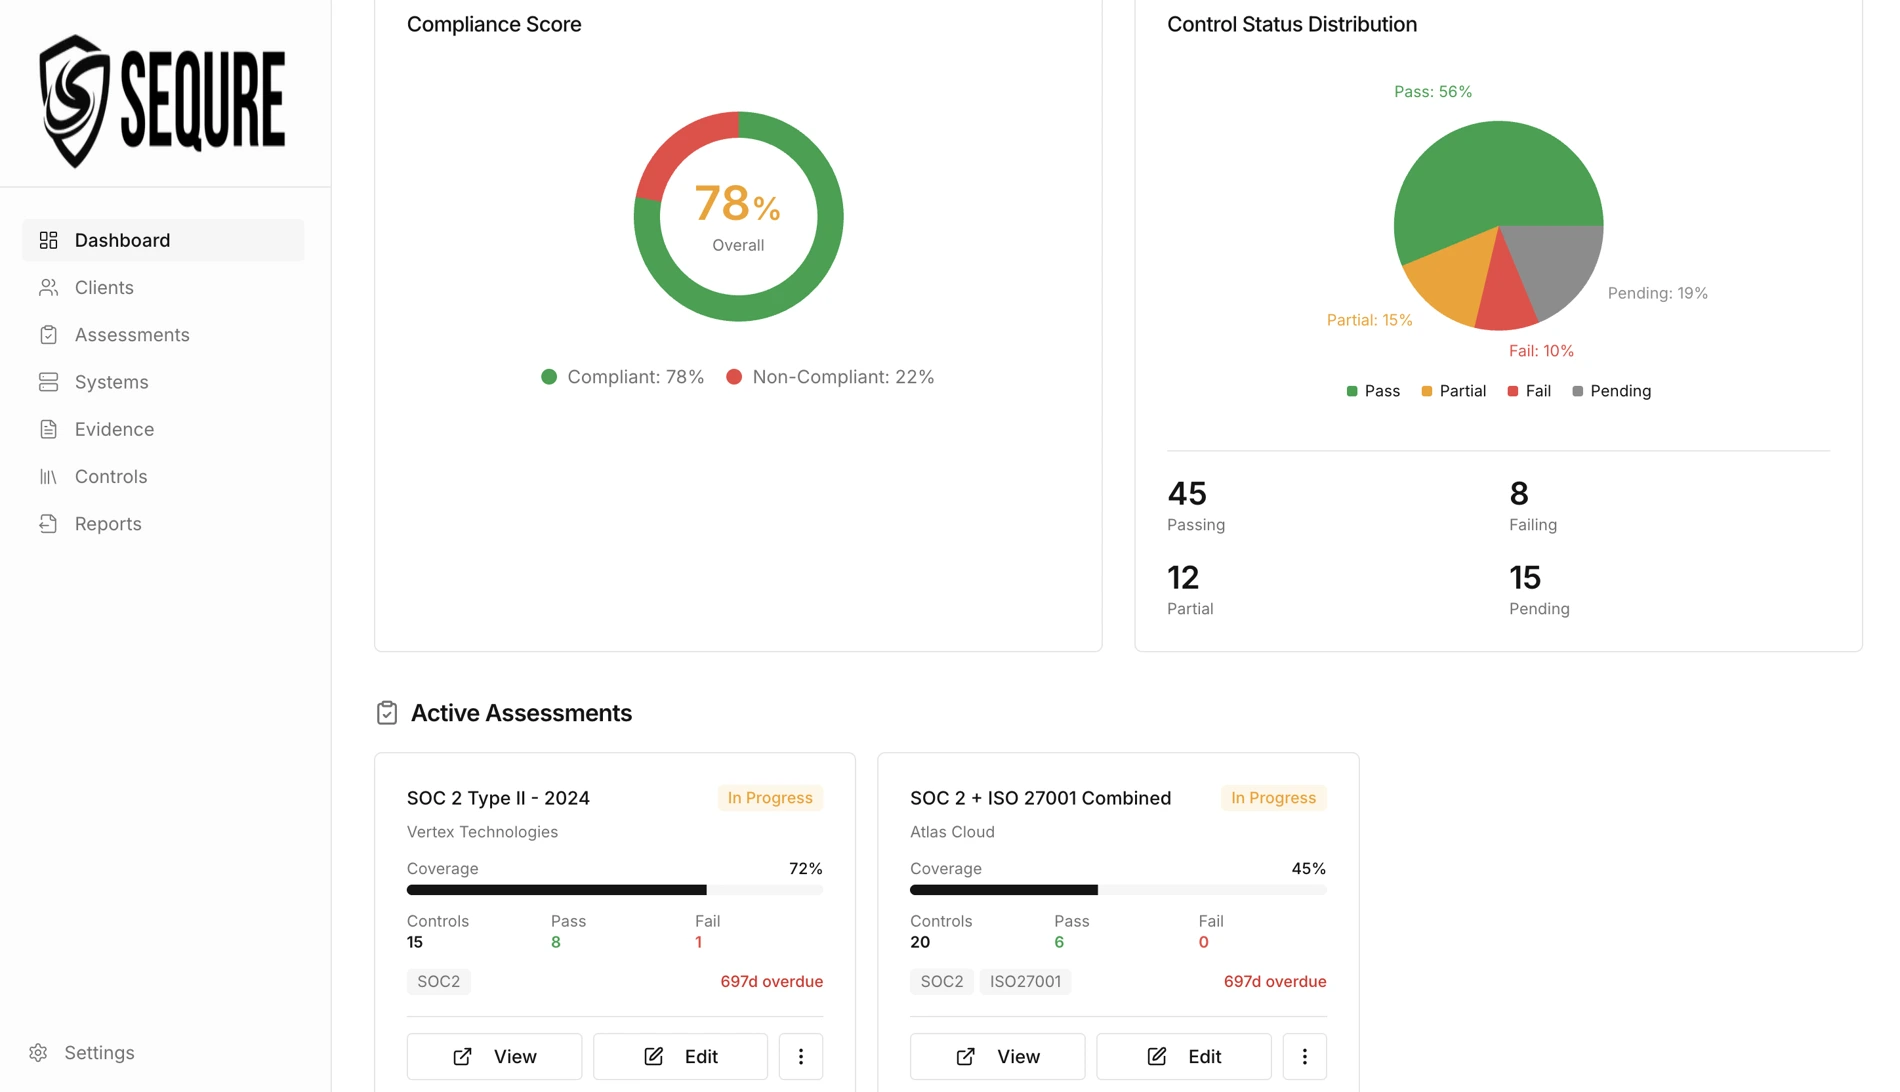 SEQURE
Dashboard
Clients
Assessments
Systems
Evidence
Controls
Reports
Settings
Compliance Score
78%
Overall
Compliant: 78%
Non-Compliant: 22%
Control Status Distribution
Pass: 56%
Pending: 19%
Partial: 15%
Fail: 10%
Pass
Partial
Fail
Pending
45
Passing
8
Failing
12
Partial
15
Pending
Active Assessments
SOC 2 Type II - 2024
In Progress
Vertex Technologies
Coverage
72%
Controls
15
Pass
8
Fail
1
SOC2
697d overdue
View
Edit
SOC 2 + ISO 27001 Combined
In Progress
Atlas Cloud
Coverage
45%
Controls
20
Pass
6
Fail
0
SOC2
ISO27001
697d overdue
View
Edit